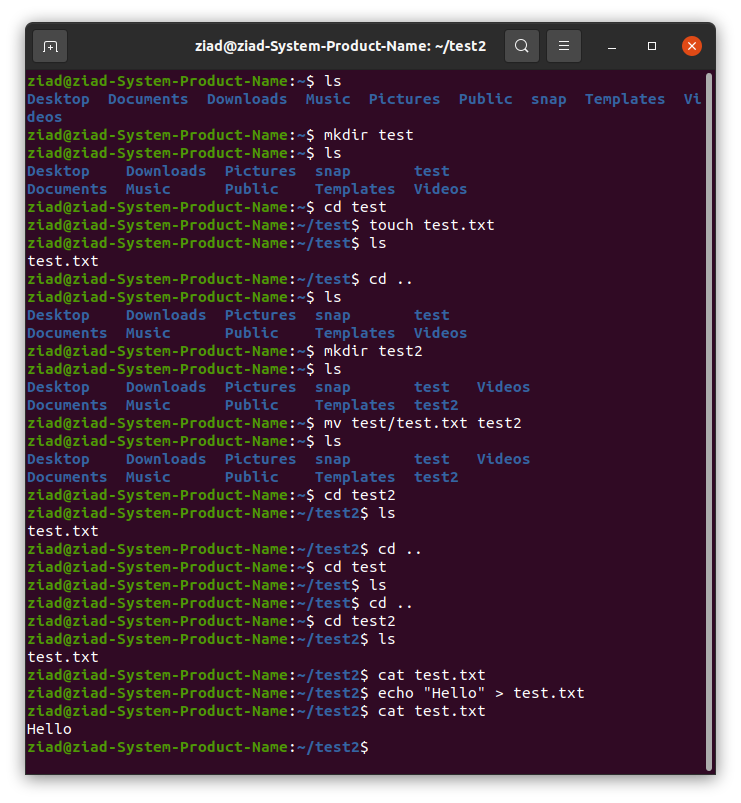 ziad@ziad-System-Product-Name: ~/test2
ziad@ziad-System-Product-Name:~$ ls
Desktop  Documents  Downloads  Music  Pictures  Public  snap  Templates  Vi
deos
ziad@ziad-System-Product-Name:~$ mkdir test
ziad@ziad-System-Product-Name:~$ ls
Desktop    Downloads  Pictures  snap       test
Documents  Music      Public    Templates  Videos
ziad@ziad-System-Product-Name:~$ cd test
ziad@ziad-System-Product-Name:~/test$ touch test.txt
ziad@ziad-System-Product-Name:~/test$ ls
test.txt
ziad@ziad-System-Product-Name:~/test$ cd ..
ziad@ziad-System-Product-Name:~$ ls
Desktop    Downloads  Pictures  snap       test
Documents  Music      Public    Templates  Videos
ziad@ziad-System-Product-Name:~$ mkdir test2
ziad@ziad-System-Product-Name:~$ ls
Desktop    Downloads  Pictures  snap       test   Videos
Documents  Music      Public    Templates  test2
ziad@ziad-System-Product-Name:~$ mv test/test.txt test2
ziad@ziad-System-Product-Name:~$ ls
Desktop    Downloads  Pictures  snap       test   Videos
Documents  Music      Public    Templates  test2
ziad@ziad-System-Product-Name:~$ cd test2
ziad@ziad-System-Product-Name:~/test2$ ls
test.txt
ziad@ziad-System-Product-Name:~/test2$ cd ..
ziad@ziad-System-Product-Name:~$ cd test
ziad@ziad-System-Product-Name:~/test$ ls
ziad@ziad-System-Product-Name:~/test$ cd ..
ziad@ziad-System-Product-Name:~$ cd test2
ziad@ziad-System-Product-Name:~/test2$ ls
test.txt
ziad@ziad-System-Product-Name:~/test2$ cat test.txt
ziad@ziad-System-Product-Name:~/test2$ echo "Hello" > test.txt
ziad@ziad-System-Product-Name:~/test2$ cat test.txt
Hello
ziad@ziad-System-Product-Name:~/test2$